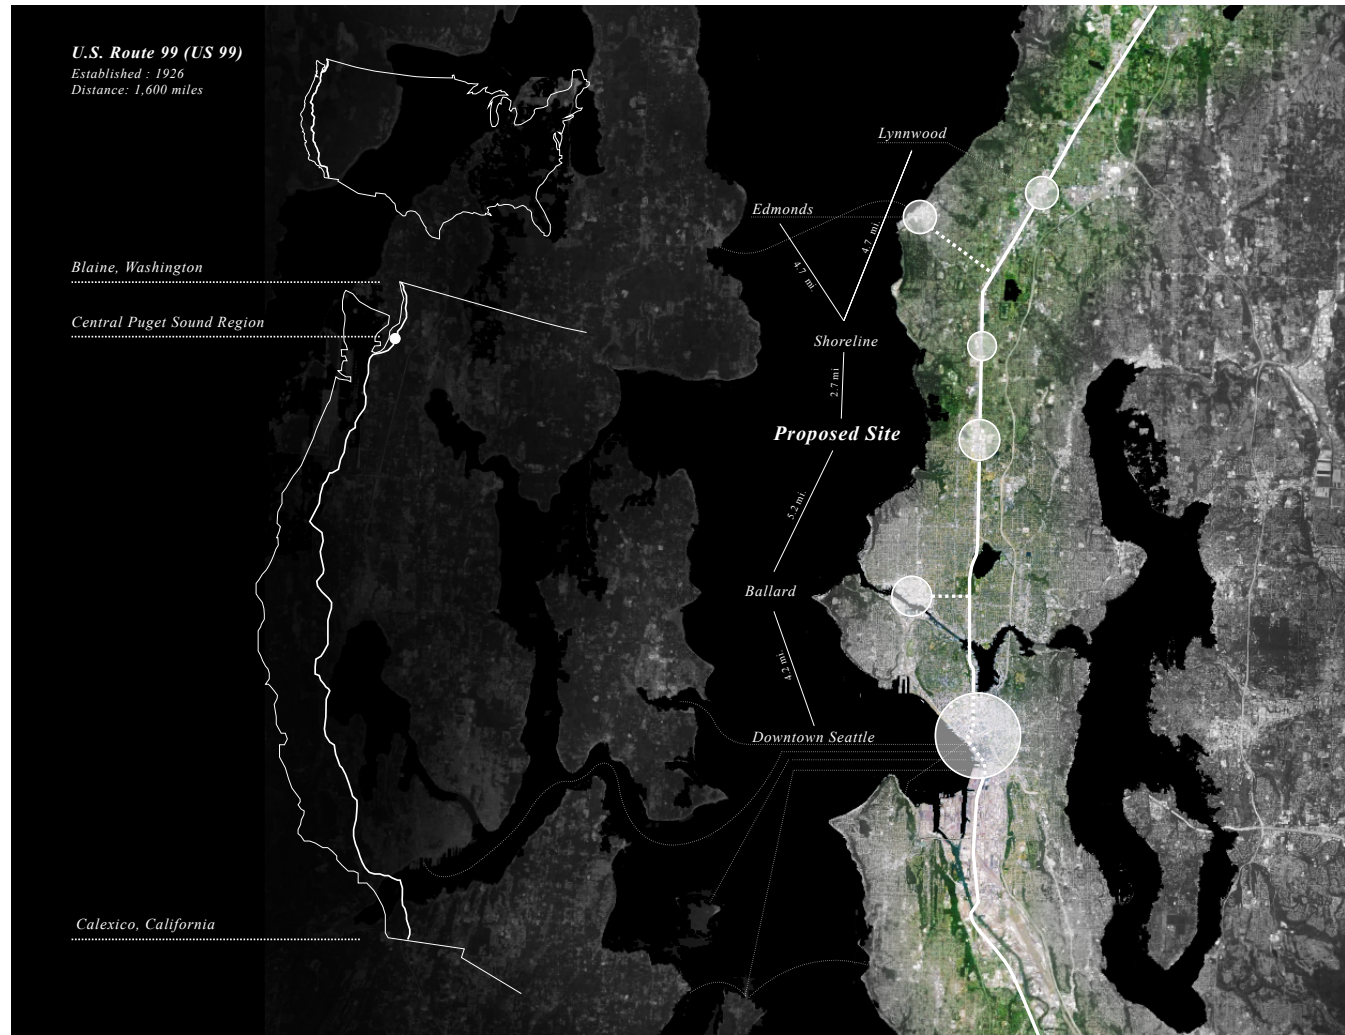 U.S. Route 99 (US 99)
Established : 1926
Distance: 1,600 miles
Blaine, Washington
Central Puget Sound Region
Calexico, California
Lynnwood
Edmonds
4.7 mi.
4.7 mi.
Shoreline
2.7 mi
Proposed Site
5.2 mi.
Ballard
4.2 mi.
Downtown Seattle